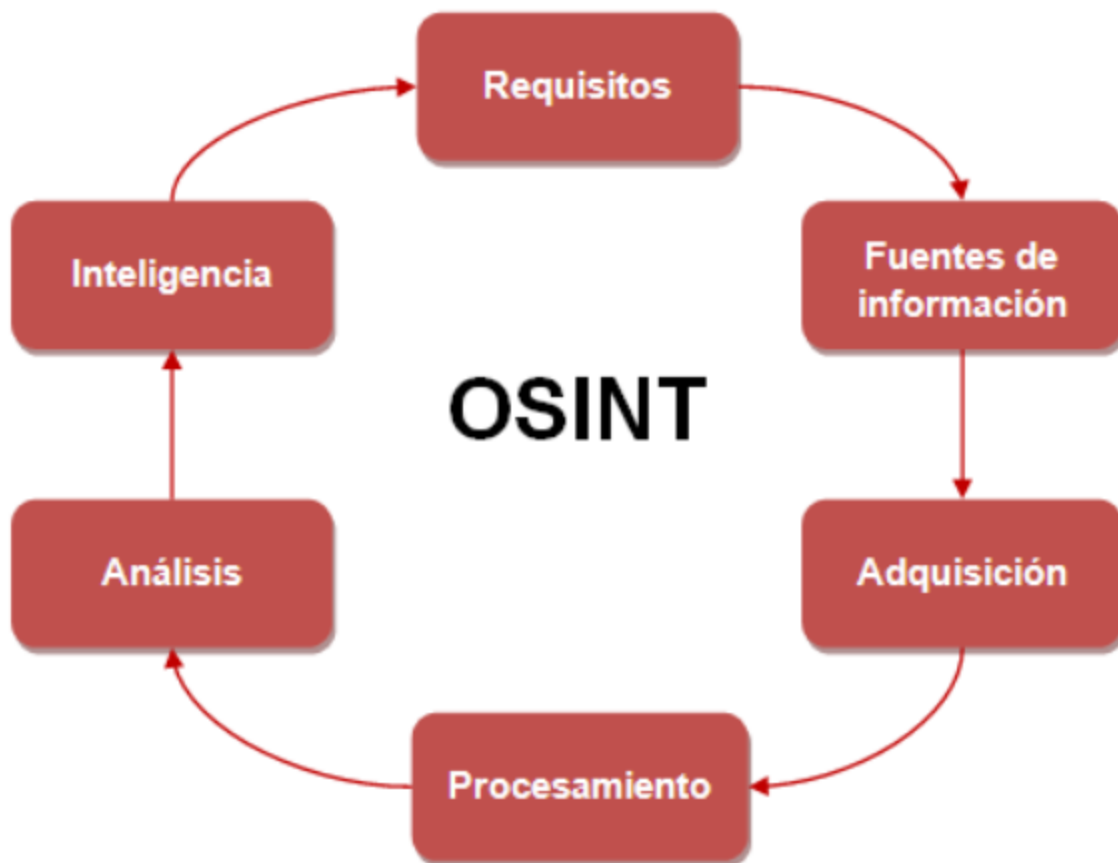 Requisitos
Fuentes de
información
Adquisición
Procesamiento
Análisis
Inteligencia
OSINT